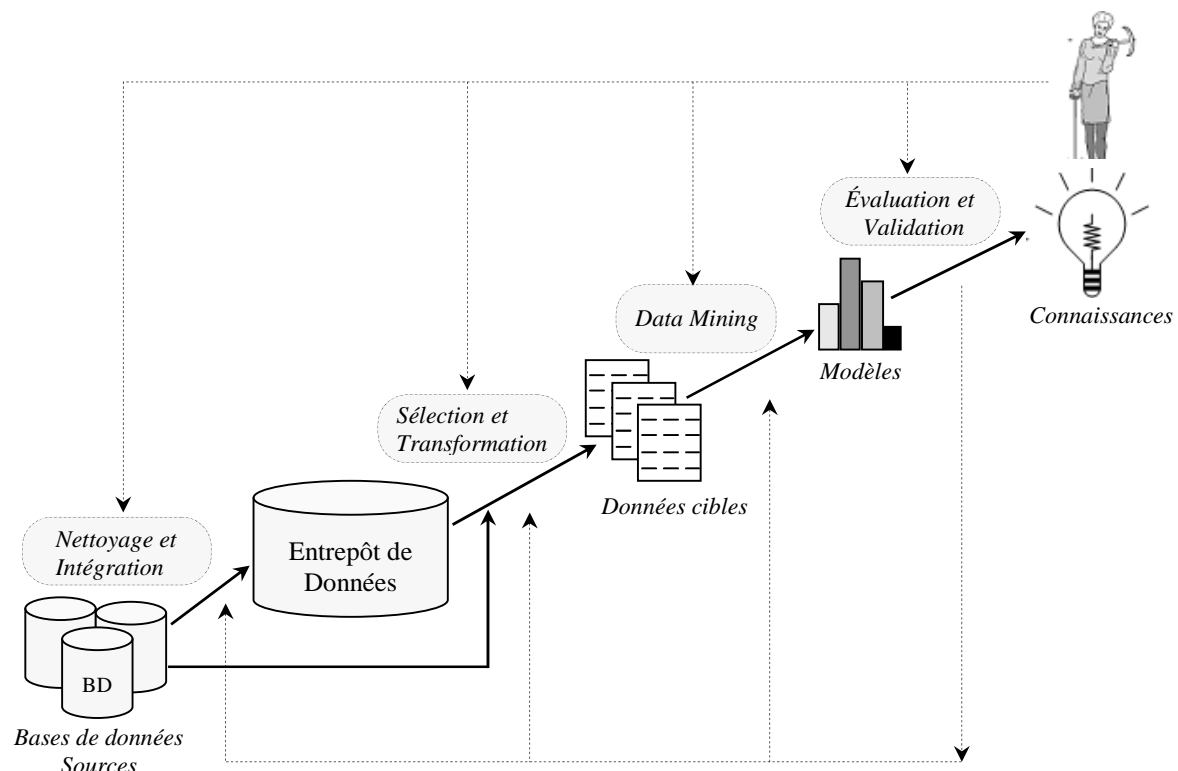 Évaluation et
Validation
Connaissances
Data Mining
Modèles
Sélection et
Transformation
Données cibles
Nettoyage et
Intégration
Entrepôt de
Données
BD
Bases de données
Sources